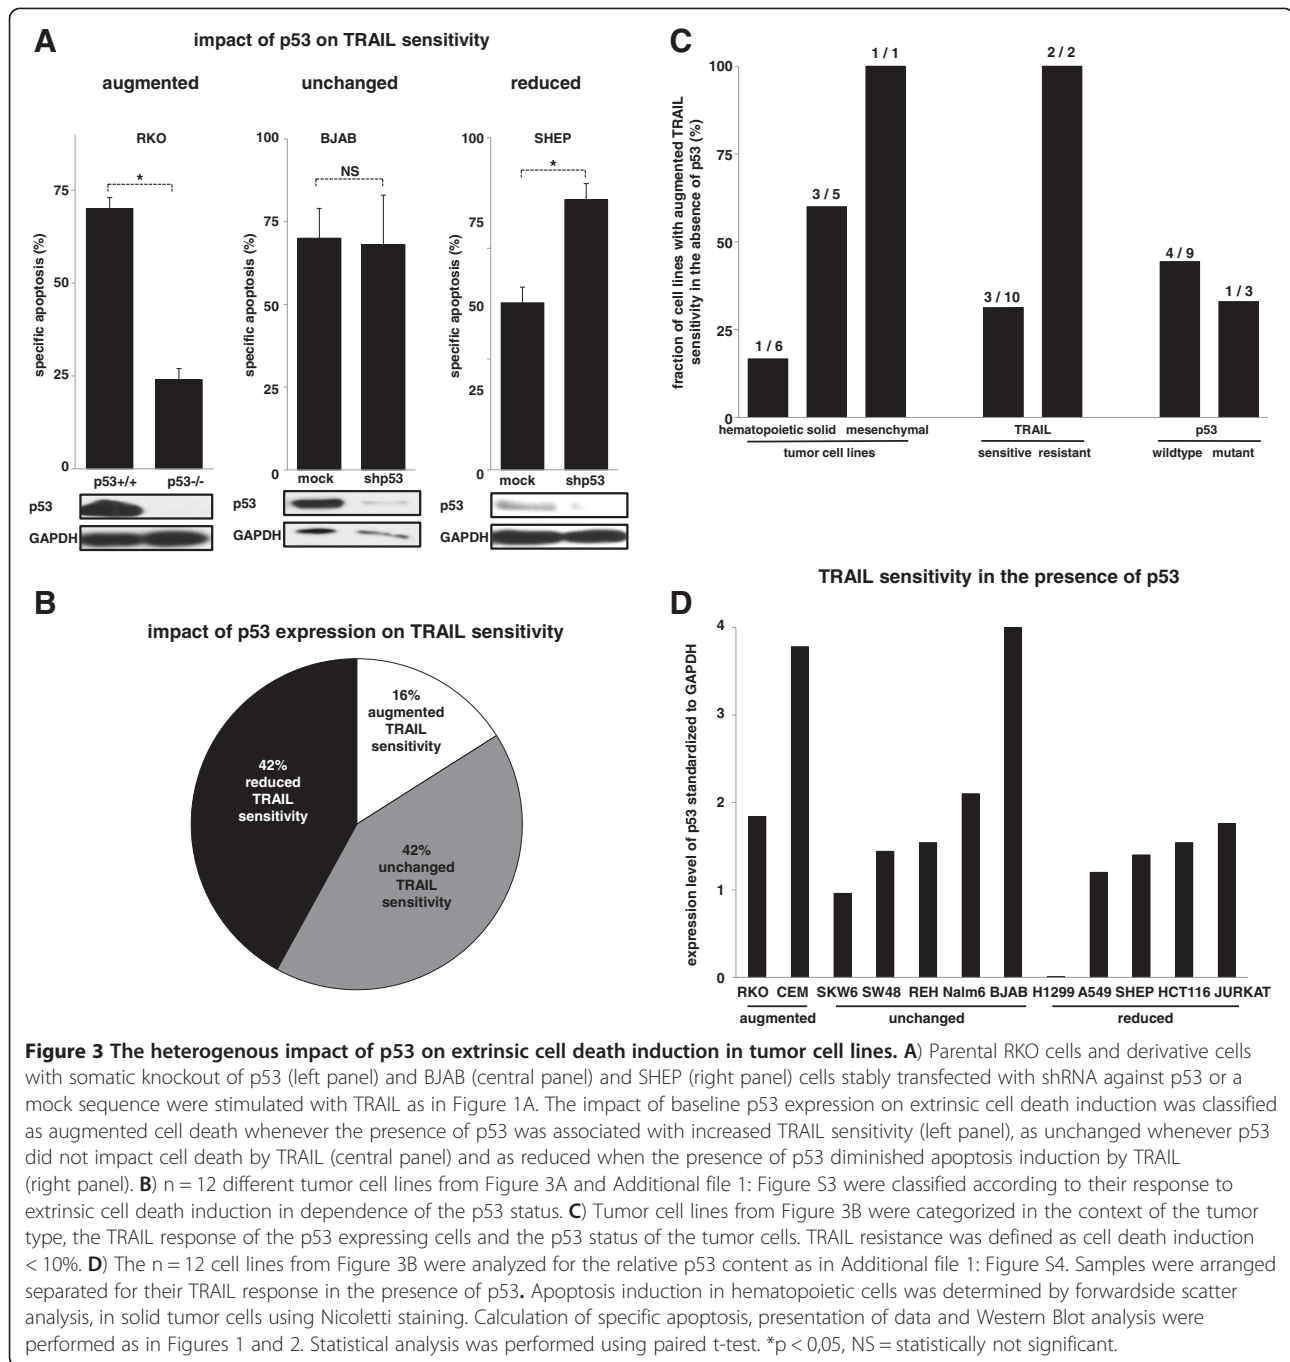 A
impact of p53 on TRAIL sensitivity
augmented
unchanged
reduced
RKO
*
specific apoptosis (%)
75
50
25
0
p53+/+ p53-/-
p53
GAPDH
BJAB
NS
specific apoptosis (%)
100
75
50
25
0
mock shp53
p53
GAPDH
SHEP
*
specific apoptosis (%)
100
75
50
25
0
mock shp53
p53
GAPDH
B
impact of p53 expression on TRAIL sensitivity
16%
augmented
TRAIL
sensitivity
42%
reduced
TRAIL
sensitivity
42%
unchanged
TRAIL
sensitivity
C
fraction of cell lines with augmented TRAIL
sensitivity in the absence of p53 (%)
100
75
50
25
0
1 / 6
3 / 5
1 / 1
3 / 10
2 / 2
4 / 9
1 / 3
hematopoietic solid mesenchymal
tumor cell lines
TRAIL
sensitive resistant
p53
wildtype mutant
TRAIL sensitivity in the presence of p53
D
expression level of p53 standardized to GAPDH
4
3
2
1
0
RKO CEM SKW6 SW48 REH Nalm6 BJAB H1299 A549 SHEP HCT116 JURKAT
augmented unchanged reduced
Figure 3 The heterogenous impact of p53 on extrinsic cell death induction in tumor cell lines. A) Parental RKO cells and derivative cells
with somatic knockout of p53 (left panel) and BJAB (central panel) and SHEP (right panel) cells stably transfected with shRNA against p53 or a
mock sequence were stimulated with TRAIL as in Figure 1A. The impact of baseline p53 expression on extrinsic cell death induction was classified
as augmented cell death whenever the presence of p53 was associated with increased TRAIL sensitivity (left panel), as unchanged whenever p53
did not impact cell death by TRAIL (central panel) and as reduced when the presence of p53 diminished apoptosis induction by TRAIL
(right panel). B) n = 12 different tumor cell lines from Figure 3A and Additional file 1: Figure S3 were classified according to their response to
extrinsic cell death induction in dependence of the p53 status. C) Tumor cell lines from Figure 3B were categorized in the context of the tumor
type, the TRAIL response of the p53 expressing cells and the p53 status of the tumor cells. TRAIL resistance was defined as cell death induction
< 10%. D) The n = 12 cell lines from Figure 3B were analyzed for the relative p53 content as in Additional file 1: Figure S4. Samples were arranged
separated for their TRAIL response in the presence of p53. Apoptosis induction in hematopoietic cells was determined by forwardside scatter
analysis, in solid tumor cells using Nicoletti staining. Calculation of specific apoptosis, presentation of data and Western Blot analysis were
performed as in Figures 1 and 2. Statistical analysis was performed using paired t-test. *p < 0,05, NS = statistically not significant.